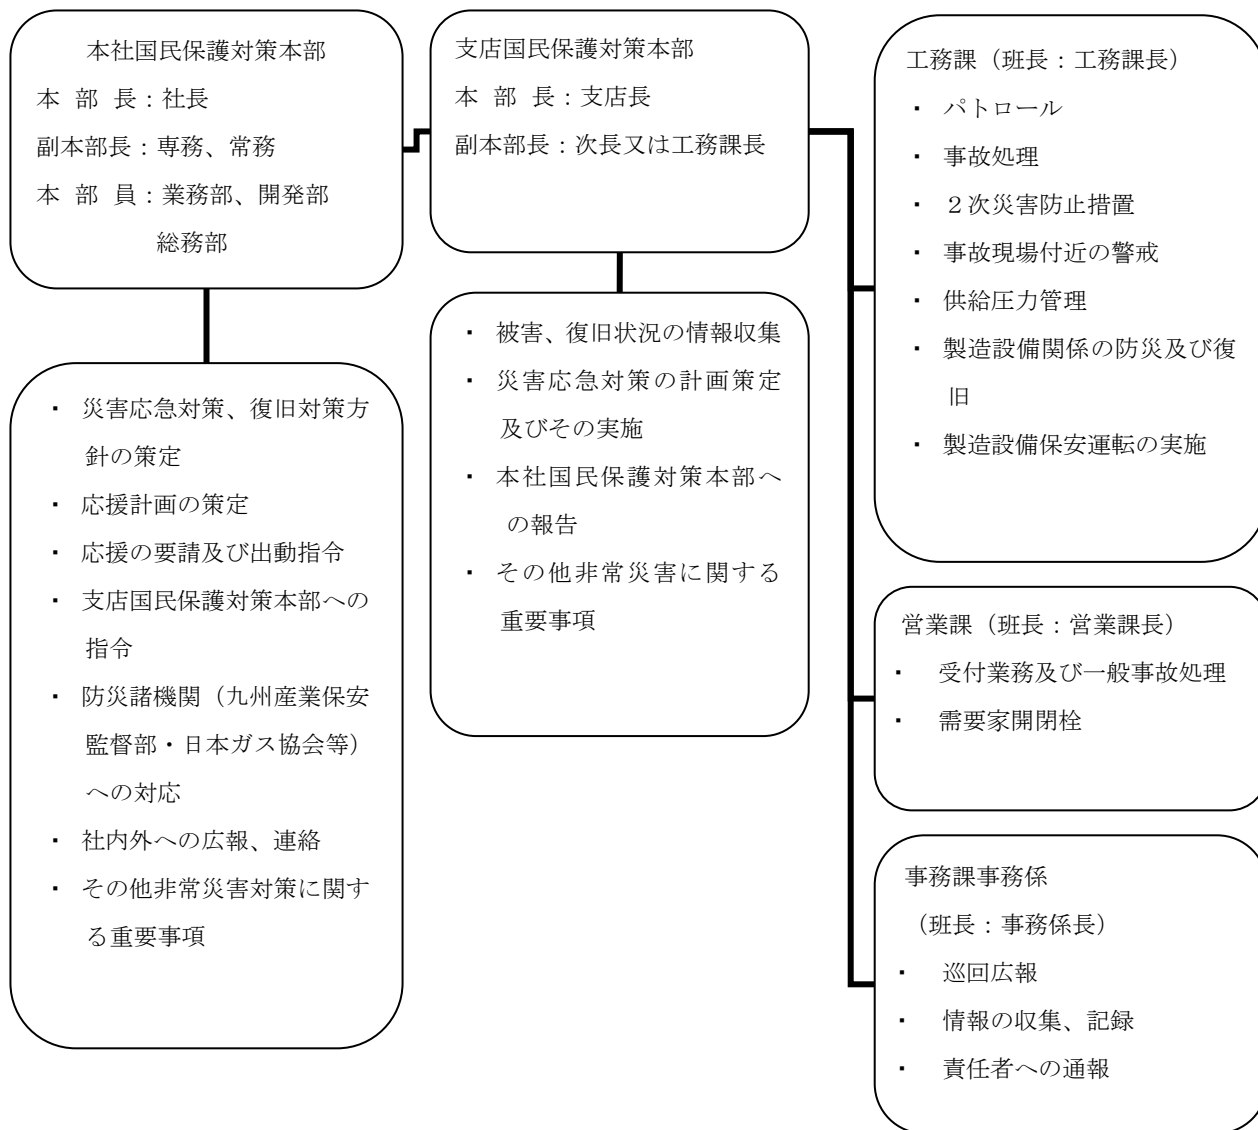 本社国民保護対策本部
本 部 長:社長
副本部長:専務、常務
本 部 員:業務部、開発部
総務部
・ 災害応急対策、復旧対策方
針の策定
・ 応援計画の策定
・ 応援の要請及び出動指令
・ 支店国民保護対策本部への
指令
・ 防災諸機関(九州産業保安
監督部・日本ガス協会等)
への対応
・ 社内外への広報、連絡
・ その他非常災害対策に関す
る重要事項
支店国民保護対策本部
本 部 長:支店長
副本部長:次長又は工務課長
・ 被害、復旧状況の情報収集
・ 災害応急対策の計画策定
及びその実施
・ 本社国民保護対策本部へ
の報告
・ その他非常災害に関する
重要事項
工務課(班長:工務課長)
・ パトロール
・ 事故処理
・ 2次災害防止措置
・ 事故現場付近の警戒
・ 供給圧力管理
・ 製造設備関係の防災及び復
旧
・ 製造設備保安運転の実施
営業課(班長:営業課長)
・ 受付業務及び一般事故処理
・ 需要家開閉栓
事務課事務係
(班長:事務係長)
・ 巡回広報
・ 情報の収集、記録
・ 責任者への通報